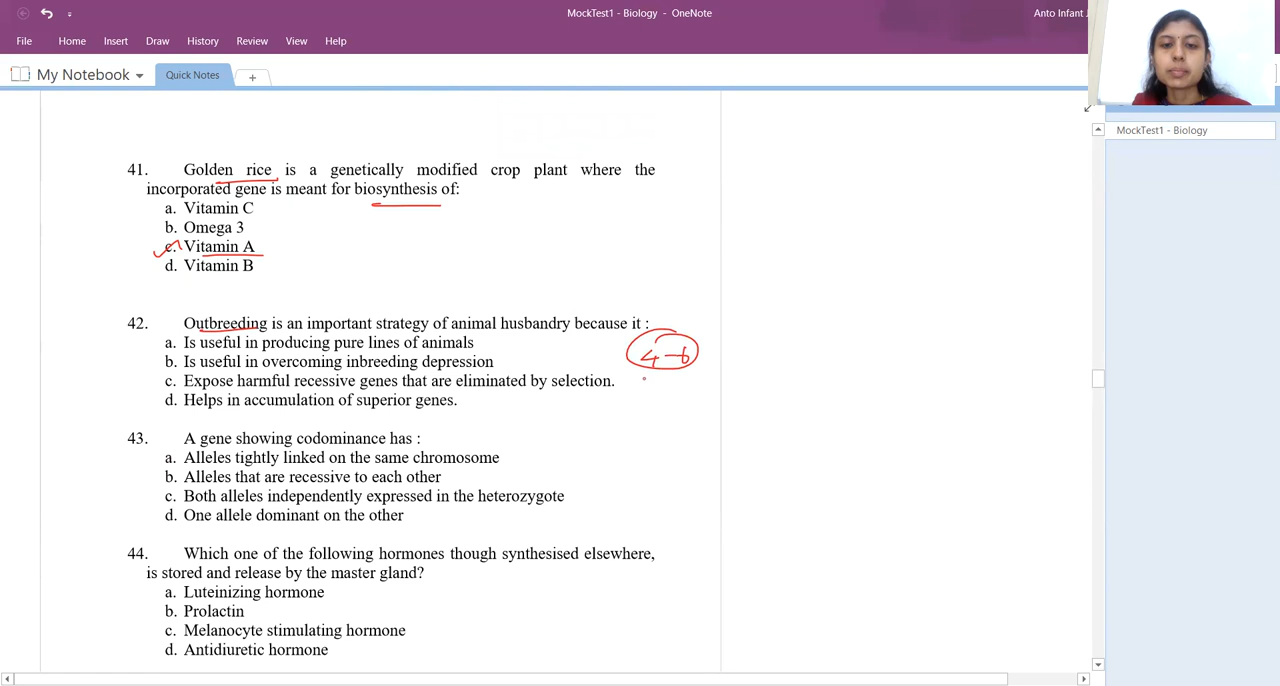 MockTest1 - Biology - OneNote
Anto Infant J
File Home Insert Draw History Review View Help
My Notebook Quick Notes +
MockTest1 - Biology
41. Golden rice is a genetically modified crop plant where the
incorporated gene is meant for biosynthesis of:
a. Vitamin C
b. Omega 3
c. Vitamin A
d. Vitamin B
42. Outbreeding is an important strategy of animal husbandry because it :
a. Is useful in producing pure lines of animals
4-6
b. Is useful in overcoming inbreeding depression
c. Expose harmful recessive genes that are eliminated by selection.
d. Helps in accumulation of superior genes.
43. A gene showing codominance has :
a. Alleles tightly linked on the same chromosome
b. Alleles that are recessive to each other
c. Both alleles independently expressed in the heterozygote
d. One allele dominant on the other
44. Which one of the following hormones though synthesised elsewhere,
is stored and release by the master gland?
a. Luteinizing hormone
b. Prolactin
c. Melanocyte stimulating hormone
d. Antidiuretic hormone